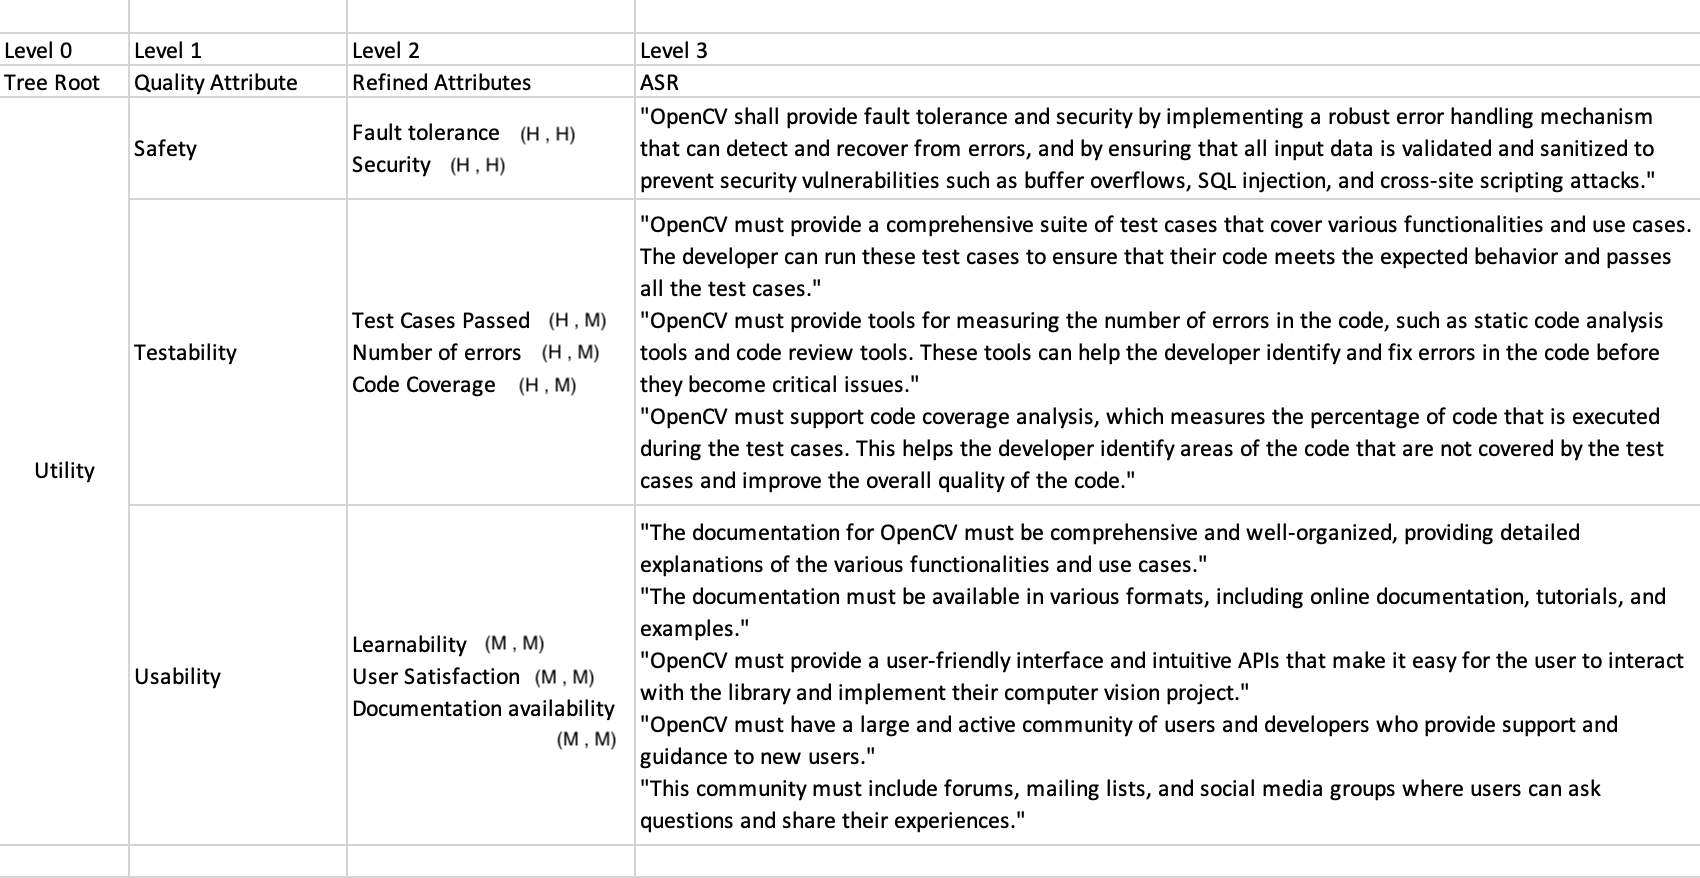 Level 0 Level 1 Level 2 Level 3
Tree Root Quality Attribute Refined Attributes ASR
Utility
Safety
Fault tolerance (H , H)
Security (H , H)
"OpenCV shall provide fault tolerance and security by implementing a robust error handling mechanism
that can detect and recover from errors, and by ensuring that all input data is validated and sanitized to
prevent security vulnerabilities such as buffer overflows, SQL injection, and cross-site scripting attacks."
Testability
Test Cases Passed (H , M)
Number of errors (H , M)
Code Coverage (H , M)
"OpenCV must provide a comprehensive suite of test cases that cover various functionalities and use cases.
The developer can run these test cases to ensure that their code meets the expected behavior and passes
all the test cases."
"OpenCV must provide tools for measuring the number of errors in the code, such as static code analysis
tools and code review tools. These tools can help the developer identify and fix errors in the code before
they become critical issues."
"OpenCV must support code coverage analysis, which measures the percentage of code that is executed
during the test cases. This helps the developer identify areas of the code that are not covered by the test
cases and improve the overall quality of the code."
Usability
Learnability (M , M)
User Satisfaction (M , M)
Documentation availability
(M , M)
"The documentation for OpenCV must be comprehensive and well-organized, providing detailed
explanations of the various functionalities and use cases."
"The documentation must be available in various formats, including online documentation, tutorials, and
examples."
"OpenCV must provide a user-friendly interface and intuitive APIs that make it easy for the user to interact
with the library and implement their computer vision project."
"OpenCV must have a large and active community of users and developers who provide support and
guidance to new users."
"This community must include forums, mailing lists, and social media groups where users can ask
questions and share their experiences."